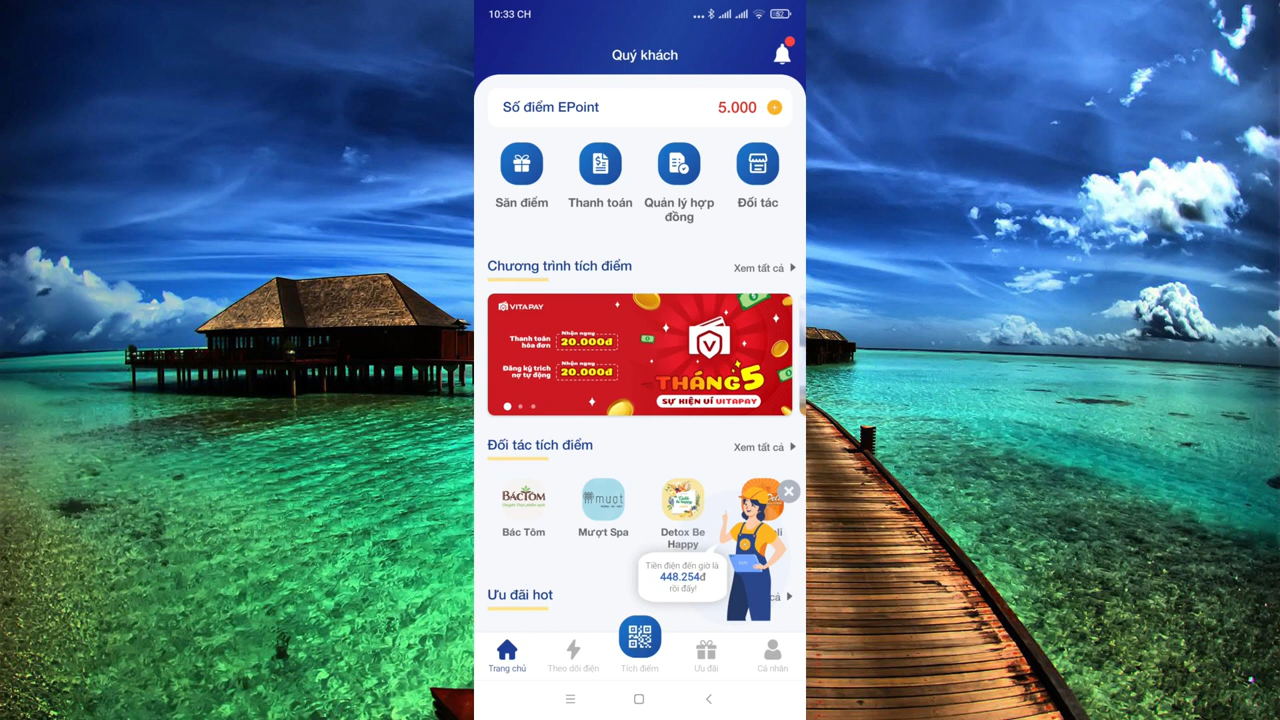 10:33 CH
52
Quý khách
Số điểm EPoint 5.000
Săn điểm
Thanh toán
Quản lý hợp
đồng
Đối tác
Chương trình tích điểm
Xem tất cả
VITAPAY
Thanh toán
hóa đơn
Nhận ngay
20.000đ
Đăng ký trích
nợ tự động
Nhận ngay
20.000đ
THÁNG 5
SỰ KIỆN VÍ VITAPAY
Đối tác tích điểm
Xem tất cả
BÁCTÔM
mượt
Bác Tôm
Mượt Spa
Detox Be
Happy
Tiền điện đến giờ là
448.254đ
rồi đấy!
Ưu đãi hot
cả
Trang chủ
Theo dõi điện
Tích điểm
Ưu đãi
Cá nhân